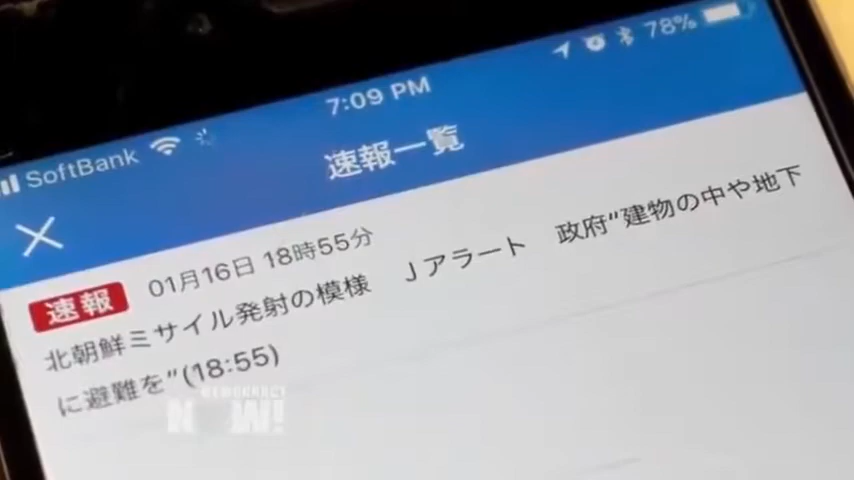 SoftBank 7:09 PM 78%
速報一覧
速報 01月16日 18時55分
北朝鮮ミサイル発射の模様 Jアラート 政府“建物の中や地下
に避難を”(18:55)
DEMOCRACY
NOW!